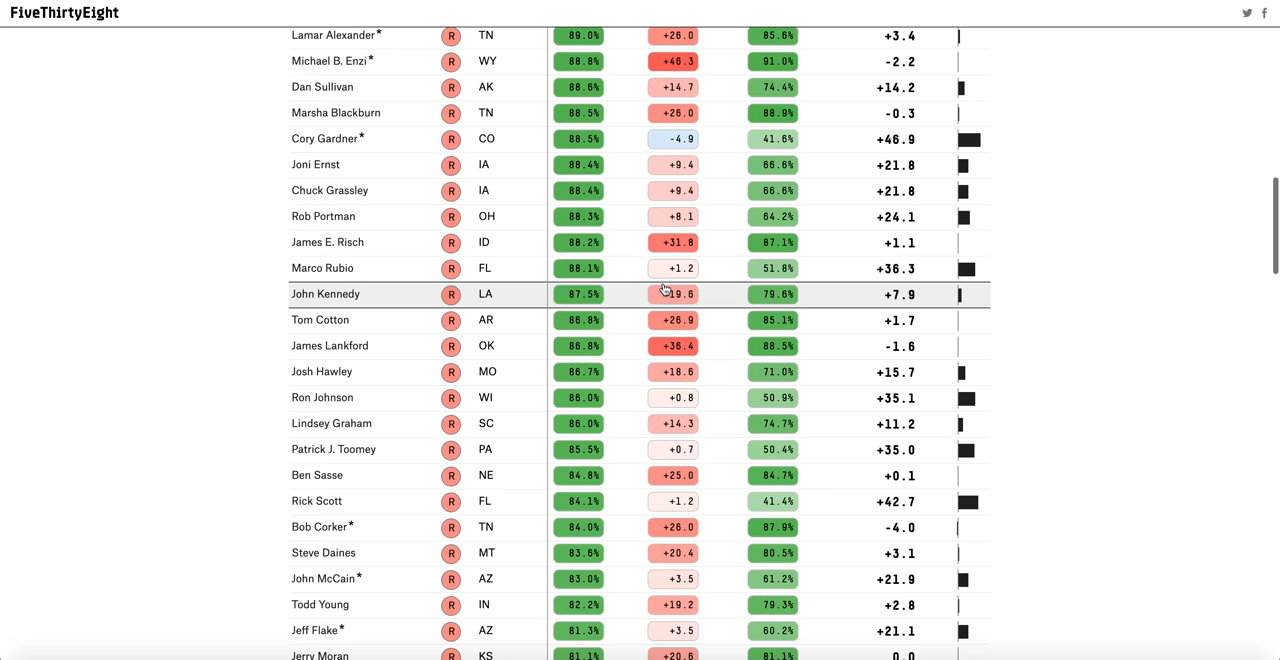 FiveThirtyEight
Lamar Alexander* R TN 89.0% +26.0 85.6% +3.4
Michael B. Enzi* R WY 88.8% +46.3 91.0% -2.2
Dan Sullivan R AK 88.6% +14.7 74.4% +14.2
Marsha Blackburn R TN 88.5% +26.0 88.9% -0.3
Cory Gardner* R CO 88.5% -4.9 41.6% +46.9
Joni Ernst R IA 88.4% +9.4 66.6% +21.8
Chuck Grassley R IA 88.4% +9.4 66.6% +21.8
Rob Portman R OH 88.3% +8.1 64.2% +24.1
James E. Risch R ID 88.2% +31.8 87.1% +1.1
Marco Rubio R FL 88.1% +1.2 51.8% +36.3
John Kennedy R LA 87.5% +19.6 79.6% +7.9
Tom Cotton R AR 86.8% +26.9 85.1% +1.7
James Lankford R OK 86.8% +36.4 88.5% -1.6
Josh Hawley R MO 86.7% +18.6 71.0% +15.7
Ron Johnson R WI 86.0% +0.8 50.9% +35.1
Lindsey Graham R SC 86.0% +14.3 74.7% +11.2
Patrick J. Toomey R PA 85.5% +0.7 50.4% +35.0
Ben Sasse R NE 84.8% +25.0 84.7% +0.1
Rick Scott R FL 84.1% +1.2 41.4% +42.7
Bob Corker* R TN 84.0% +26.0 87.9% -4.0
Steve Daines R MT 83.6% +20.4 80.5% +3.1
John McCain* R AZ 83.0% +3.5 61.2% +21.9
Todd Young R IN 82.2% +19.2 79.3% +2.8
Jeff Flake* R AZ 81.3% +3.5 60.2% +21.1
Jerry Moran R KS 81.1% +20.6 81.1% 0.0